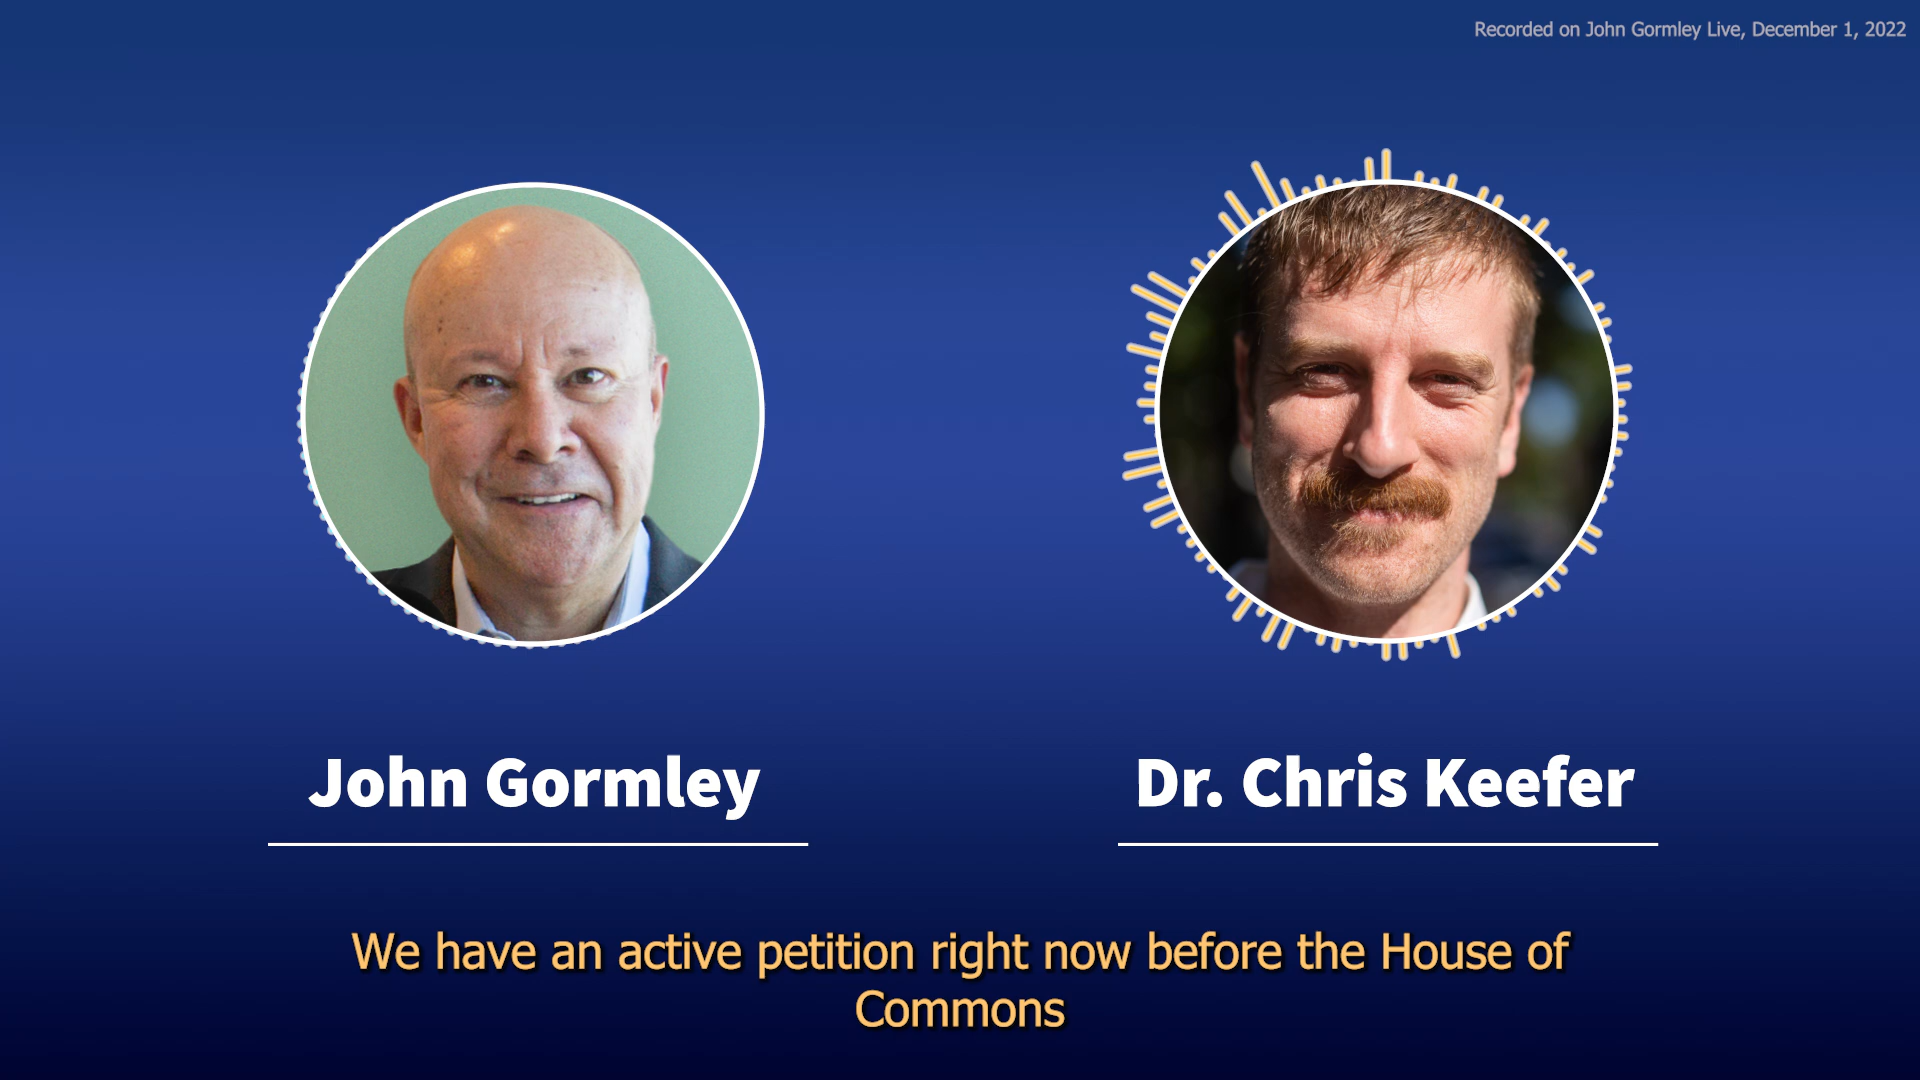 Recorded on John Gormley Live, December 1, 2022
John Gormley
Dr. Chris Keefer
We have an active petition right now before the House of
Commons